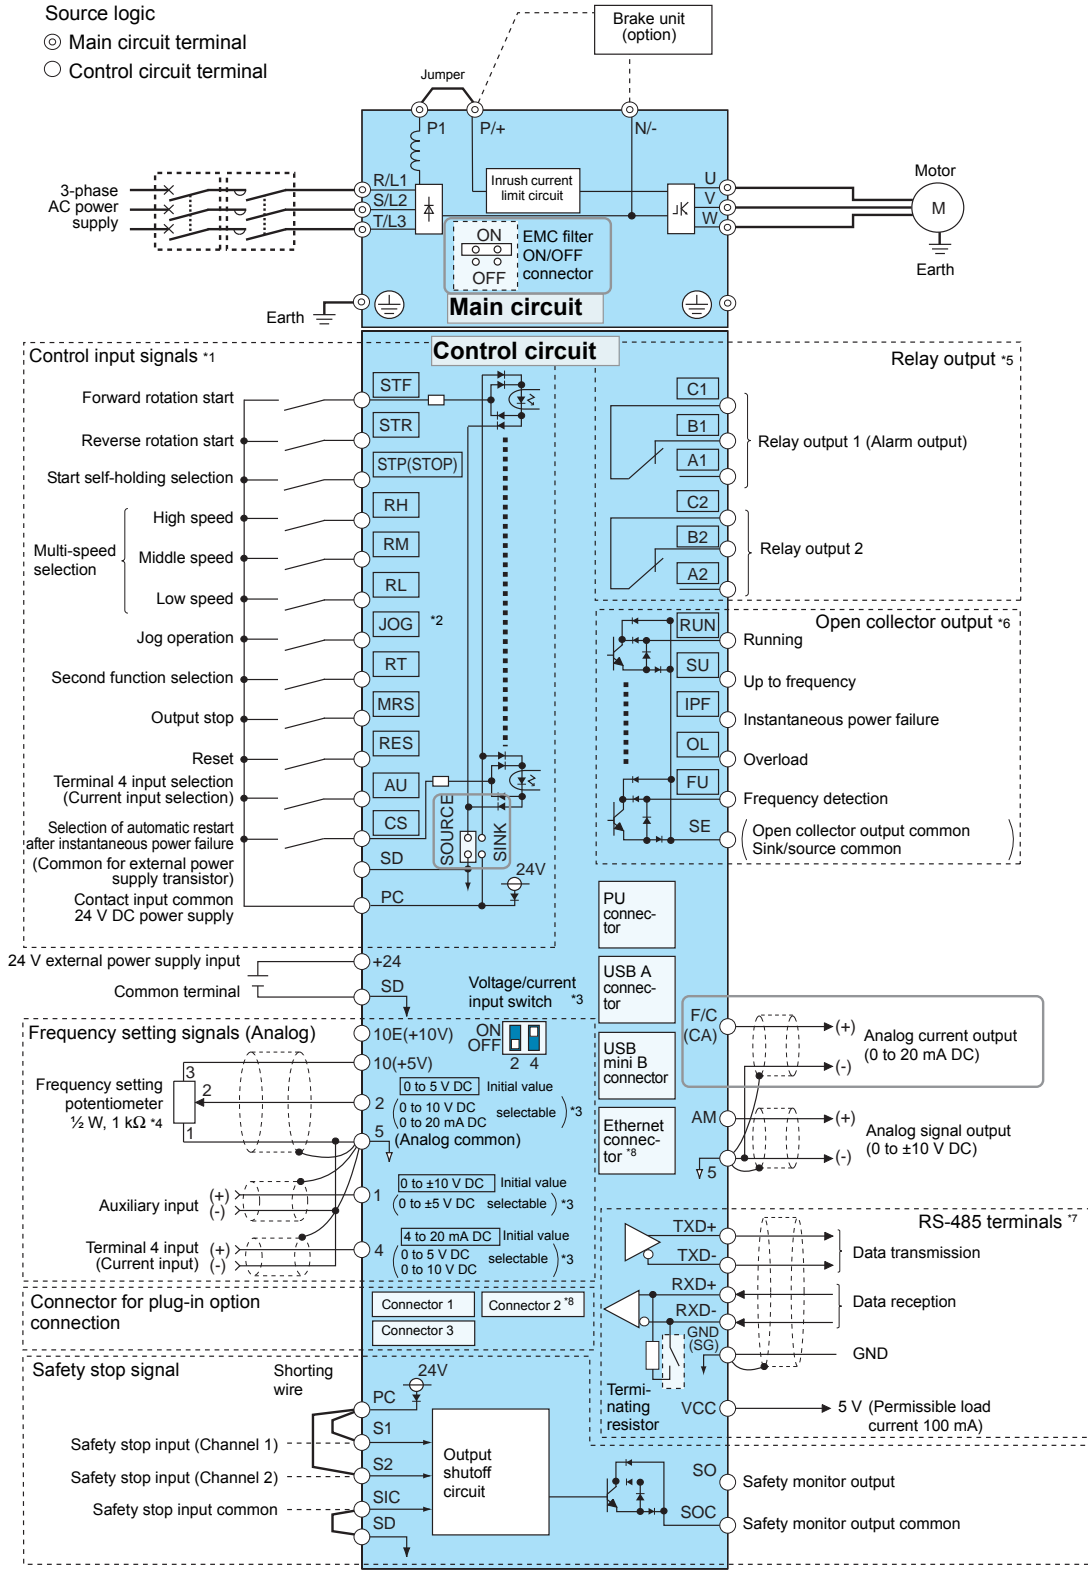 Source logic
Main circuit terminal
Control circuit terminal
Brake unit
(option)
Jumper
P1
P/+
N/-
3-phase
AC power
supply
R/L1
S/L2
T/L3
Inrush current
limit circuit
U
V
W
Motor
M
Earth
ON
OFF
EMC filter
ON/OFF
connector
Main circuit
Earth
Control circuit
Control input signals *1
Forward rotation start
STF
Reverse rotation start
STR
Start self-holding selection
STP(STOP)
Multi-speed
selection
High speed
RH
Middle speed
RM
Low speed
RL
Jog operation
JOG *2
Second function selection
RT
Output stop
MRS
Reset
RES
Terminal 4 input selection
(Current input selection)
AU
Selection of automatic restart
after instantaneous power failure
CS
SOURCE
SINK
(Common for external power
supply transistor)
SD
24V
Contact input common
24 V DC power supply
PC
Relay output *5
C1
B1
A1
Relay output 1 (Alarm output)
C2
B2
A2
Relay output 2
Open collector output *6
RUN
Running
SU
Up to frequency
IPF
Instantaneous power failure
OL
Overload
FU
Frequency detection
SE
Open collector output common
Sink/source common
24 V external power supply input
+24
Common terminal
SD
PU
connec-
tor
USB A
connec-
tor
USB
mini B
connector
Ethernet
connec-
tor *8
Voltage/current
input switch *3
ON
OFF
2 4
Frequency setting signals (Analog)
10E(+10V)
10(+5V)
Frequency setting
potentiometer
½ W, 1 kΩ *4
3
2
1
2
0 to 5 V DC Initial value
0 to 10 V DC
0 to 20 mA DC
selectable *3
5
(Analog common)
Auxiliary input
(+)
(-)
1
0 to ±10 V DC Initial value
0 to ±5 V DC selectable *3
Terminal 4 input
(Current input)
(+)
(-)
4
4 to 20 mA DC Initial value
0 to 5 V DC
0 to 10 V DC
selectable *3
F/C
(CA)
(+)
(-)
Analog current output
(0 to 20 mA DC)
AM
5
(+)
(-)
Analog signal output
(0 to ±10 V DC)
Connector for plug-in option
connection
Connector 1
Connector 2 *8
Connector 3
RS-485 terminals *7
TXD+
TXD-
Data transmission
RXD+
RXD-
Data reception
GND
(SG)
GND
Termi-
nating
resistor
VCC
5 V (Permissible load
current 100 mA)
Safety stop signal
Shorting
wire
24V
PC
Safety stop input (Channel 1)
S1
Safety stop input (Channel 2)
S2
Safety stop input common
SIC
SD
Output
shutoff
circuit
SO
Safety monitor output
SOC
Safety monitor output common